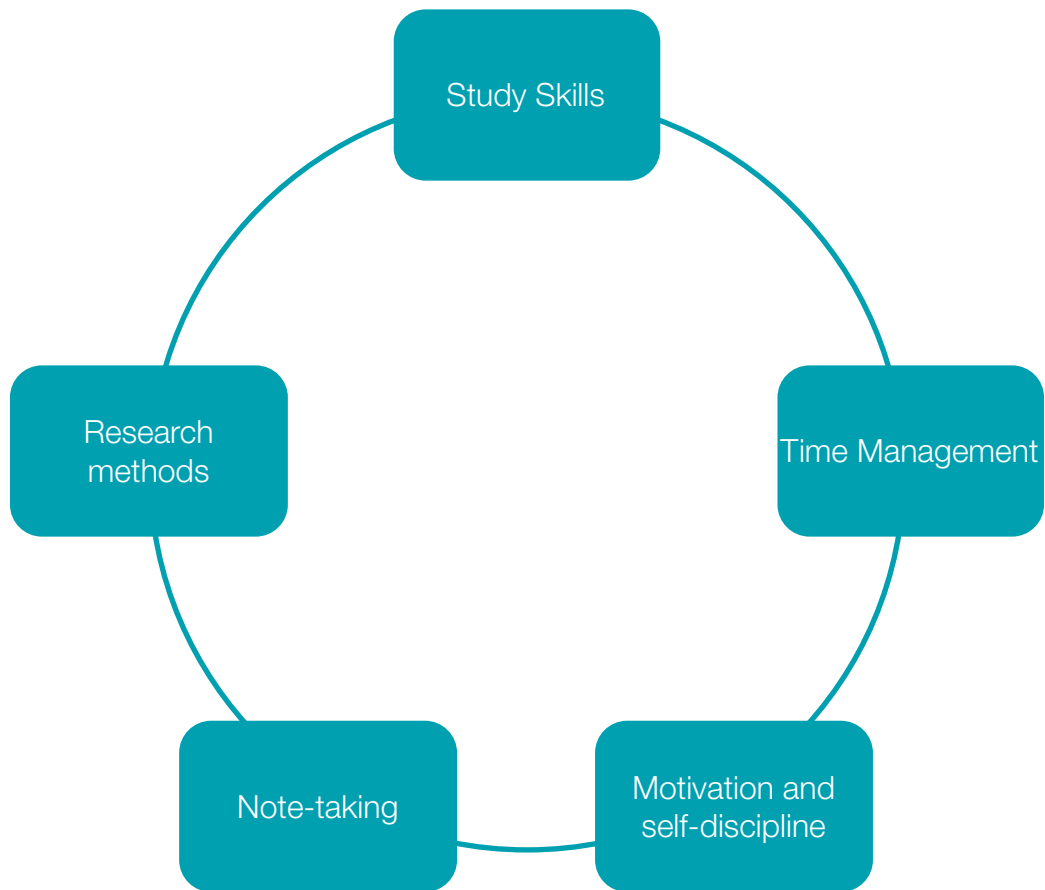 Study Skills
Time Management
Motivation and
self-discipline
Note-taking
Research
methods